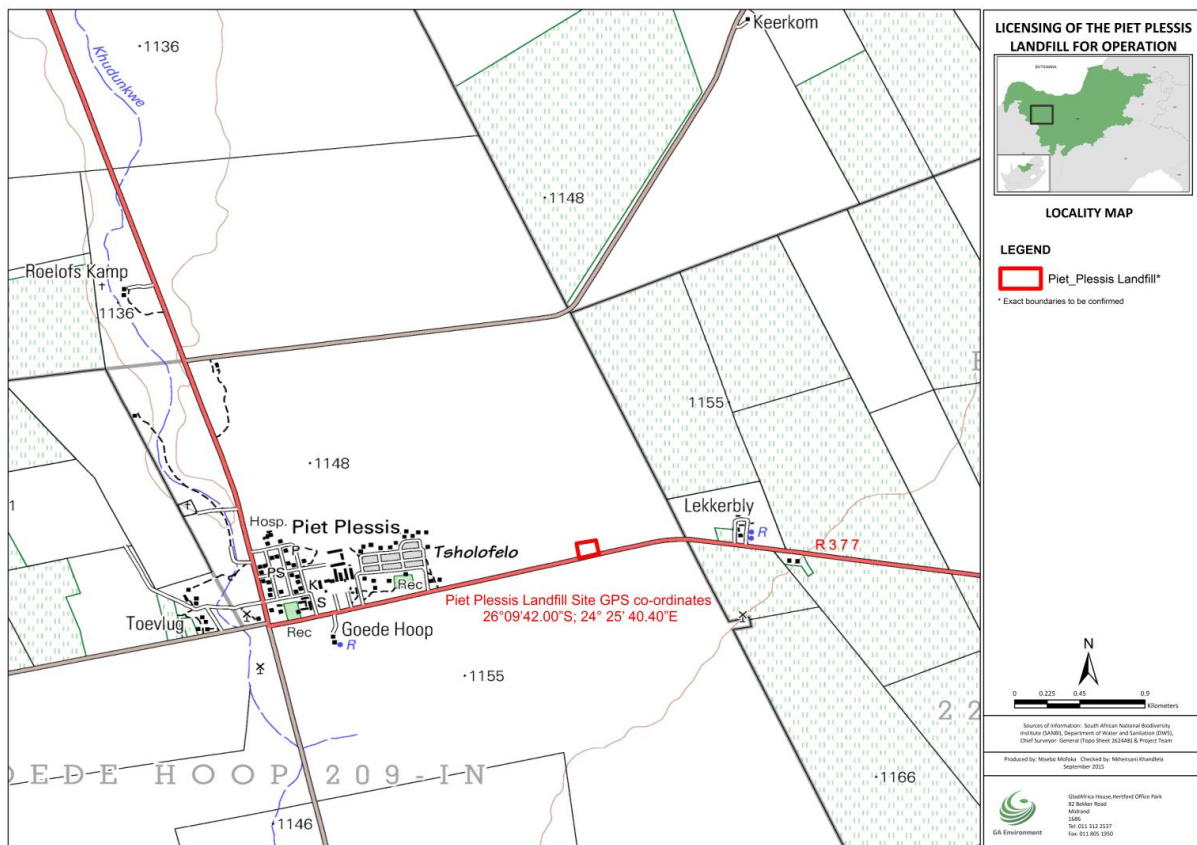 Keerkom
1136
Khudunkwe
1148
Roelofs Kamp
1136
1155
1148
Lekkerbly
R
R377
Hosp.
Piet Plessis
Tsholofelo
P
PS
K
S
Rec
Rec
Piet Plessis Landfill Site GPS co-ordinates
26°09'42.00"S; 24° 25' 40.40"E
Toevlug
Goede Hoop
R
1155
1
E
22
OEDE HOOP 209-IN
1166
1146
LICENSING OF THE PIET PLESSIS
LANDFILL FOR OPERATION
BOTSWANA
LOCALITY MAP
LEGEND
Piet_Plessis Landfill*
* Exact boundaries to be confirmed
N
0 0.225 0.45 0.9
Kilometers
Sources of Information: South African National Biodiversity
Institute (SANBI), Department of Water and Sanitation (DWS),
Chief Surveyor- General (Topo Sheet 2624AB) & Project Team
Produced by: Ntsebo Mofoka Checked by: Nkhensani Khandlela
September 2015
GA Environment
GladAfrica House,Hertford Office Park
82 Bekker Road
Midrand
1686
Tel: 011 312 2537
Fax: 011 805 1950